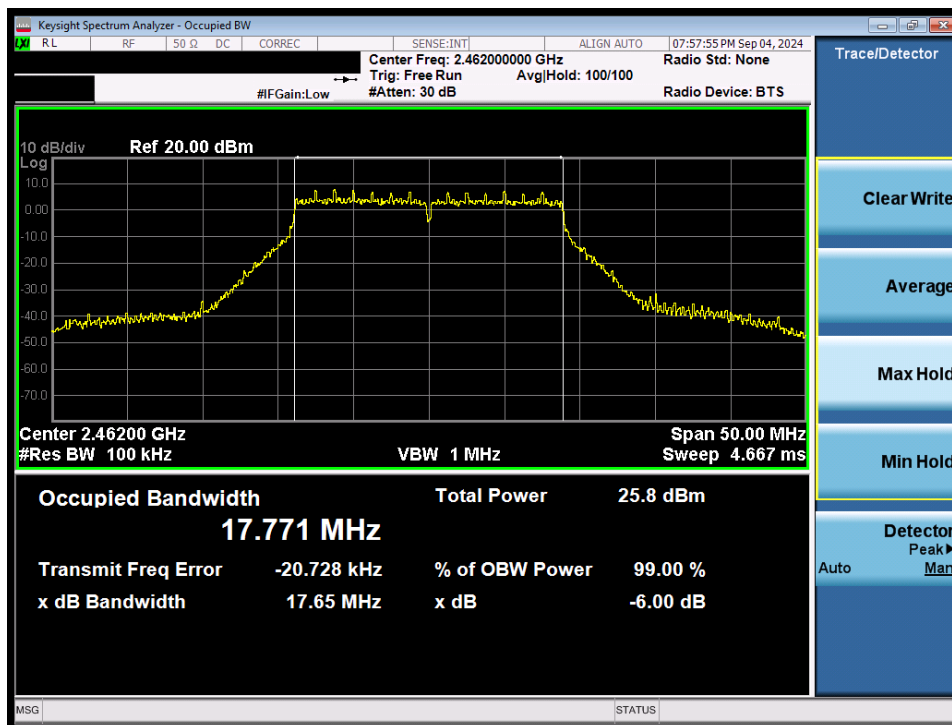 Keysight Spectrum Analyzer - Occupied BW
LXI RL RF 50 Ω DC CORREC SENSE:INT ALIGN AUTO 07:57:55 PM Sep 04, 2024
Center Freq: 2.462000000 GHz Radio Std: None
Trig: Free Run Avg|Hold: 100/100
#IFGain:Low #Atten: 30 dB Radio Device: BTS
10 dB/div Ref 20.00 dBm
Log
10.0
0.00
-10.0
-20.0
-30.0
-40.0
-50.0
-60.0
-70.0
Center 2.46200 GHz Span 50.00 MHz
#Res BW 100 kHz VBW 1 MHz Sweep 4.667 ms
Occupied Bandwidth Total Power 25.8 dBm
17.771 MHz
Transmit Freq Error -20.728 kHz % of OBW Power 99.00 %
x dB Bandwidth 17.65 MHz x dB -6.00 dB
MSG STATUS
Trace/Detector
Clear Write
Average
Max Hold
Min Hold
Detector
Peak▶
Auto Man